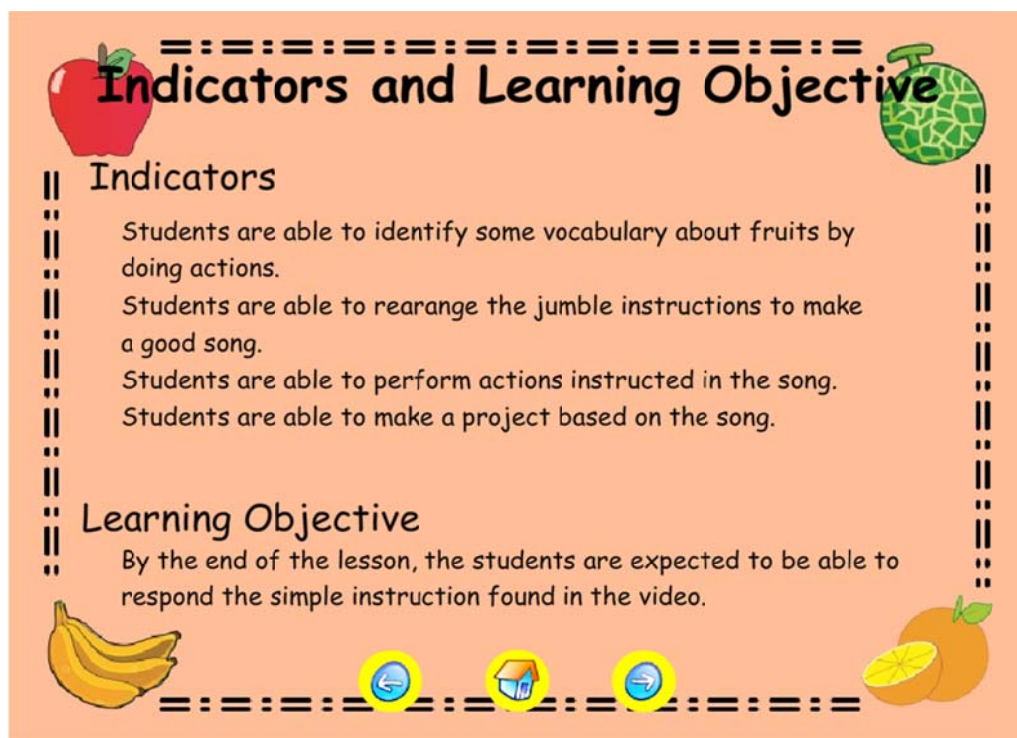 Indicators and Learning Objective
Indicators
Students are able to identify some vocabulary about fruits by
doing actions.
Students are able to rearange the jumble instructions to make
a good song.
Students are able to perform actions instructed in the song.
Students are able to make a project based on the song.
Learning Objective
By the end of the lesson, the students are expected to be able to
respond the simple instruction found in the video.